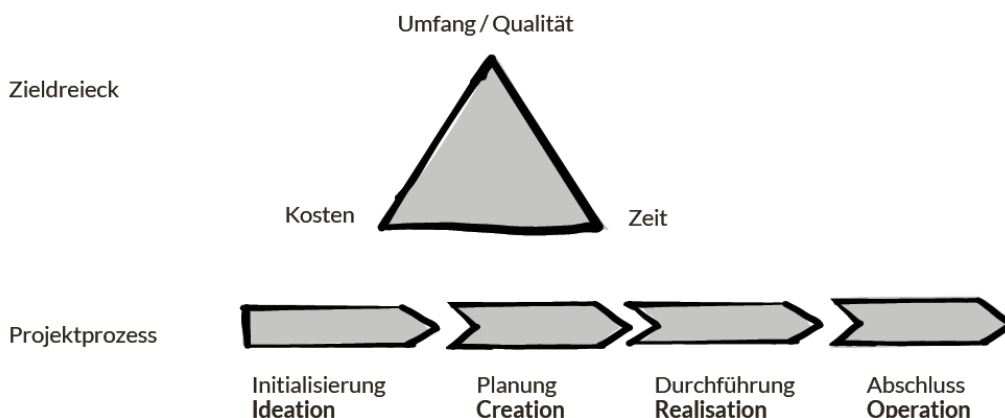 Umfang / Qualität
Zieldreieck
Kosten
Zeit
Projektprozess
Initialisierung
Ideation
Planung
Creation
Durchführung
Realisation
Abschluss
Operation